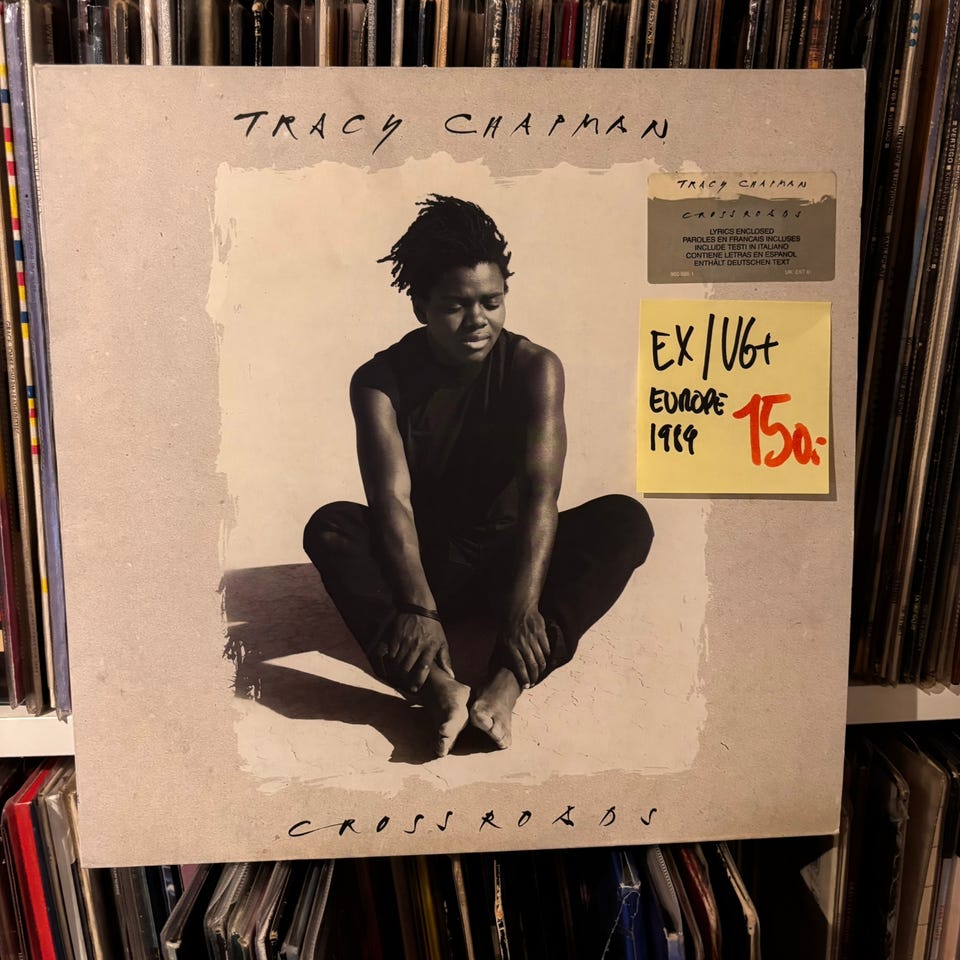 TRACY CHAPMAN
TRACY CHAPMAN
CROSSROADS
LYRICS ENCLOSED
PAROLES EN FRANCAIS INCLUSES
INCLUDE TESTI IN ITALIANO
CONTIENE LETRAS EN ESPANOL
ENTHÄLT DEUTSCHEN TEXT
EX/VG+
EUROPE
1989
150:-
CROSSROADS